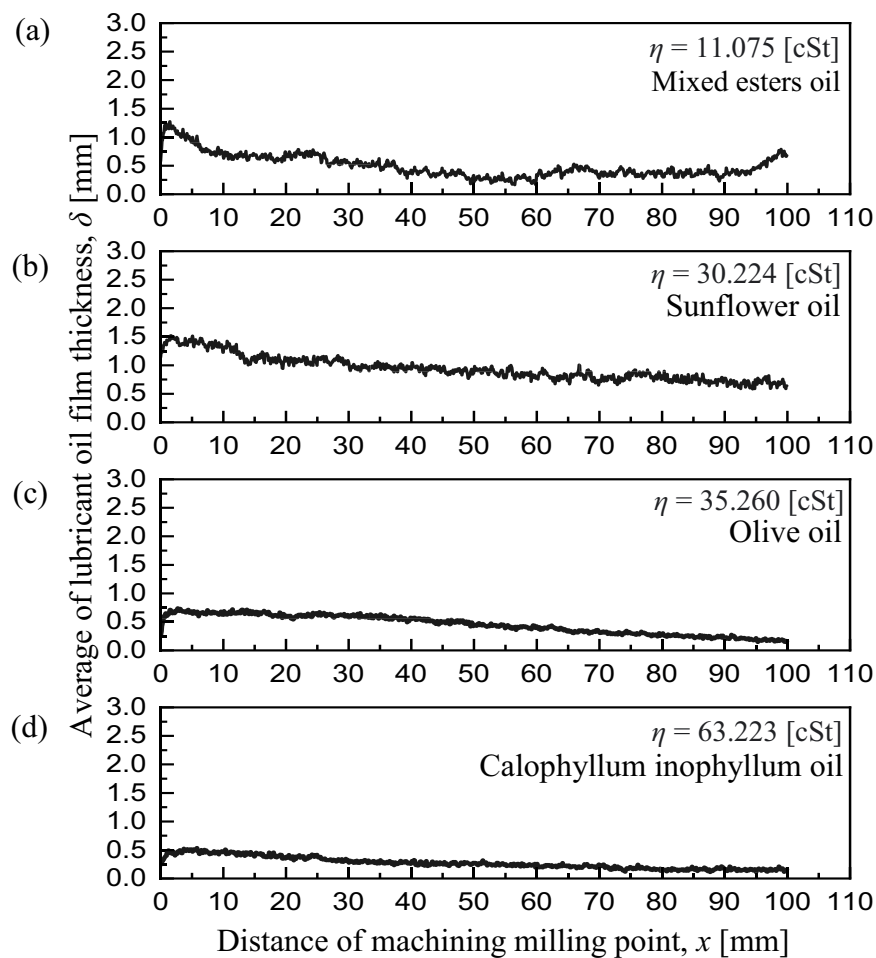 Average of lubricant oil film thickness, δ [mm]
(a)
3.0
2.5
2.0
1.5
1.0
0.5
0.0
η = 11.075 [cSt]
Mixed esters oil
0 10 20 30 40 50 60 70 80 90 100 110
(b)
3.0
2.5
2.0
1.5
1.0
0.5
0.0
η = 30.224 [cSt]
Sunflower oil
0 10 20 30 40 50 60 70 80 90 100 110
(c)
3.0
2.5
2.0
1.5
1.0
0.5
0.0
η = 35.260 [cSt]
Olive oil
0 10 20 30 40 50 60 70 80 90 100 110
(d)
3.0
2.5
2.0
1.5
1.0
0.5
0.0
η = 63.223 [cSt]
Calophyllum inophyllum oil
0 10 20 30 40 50 60 70 80 90 100 110
Distance of machining milling point, x [mm]